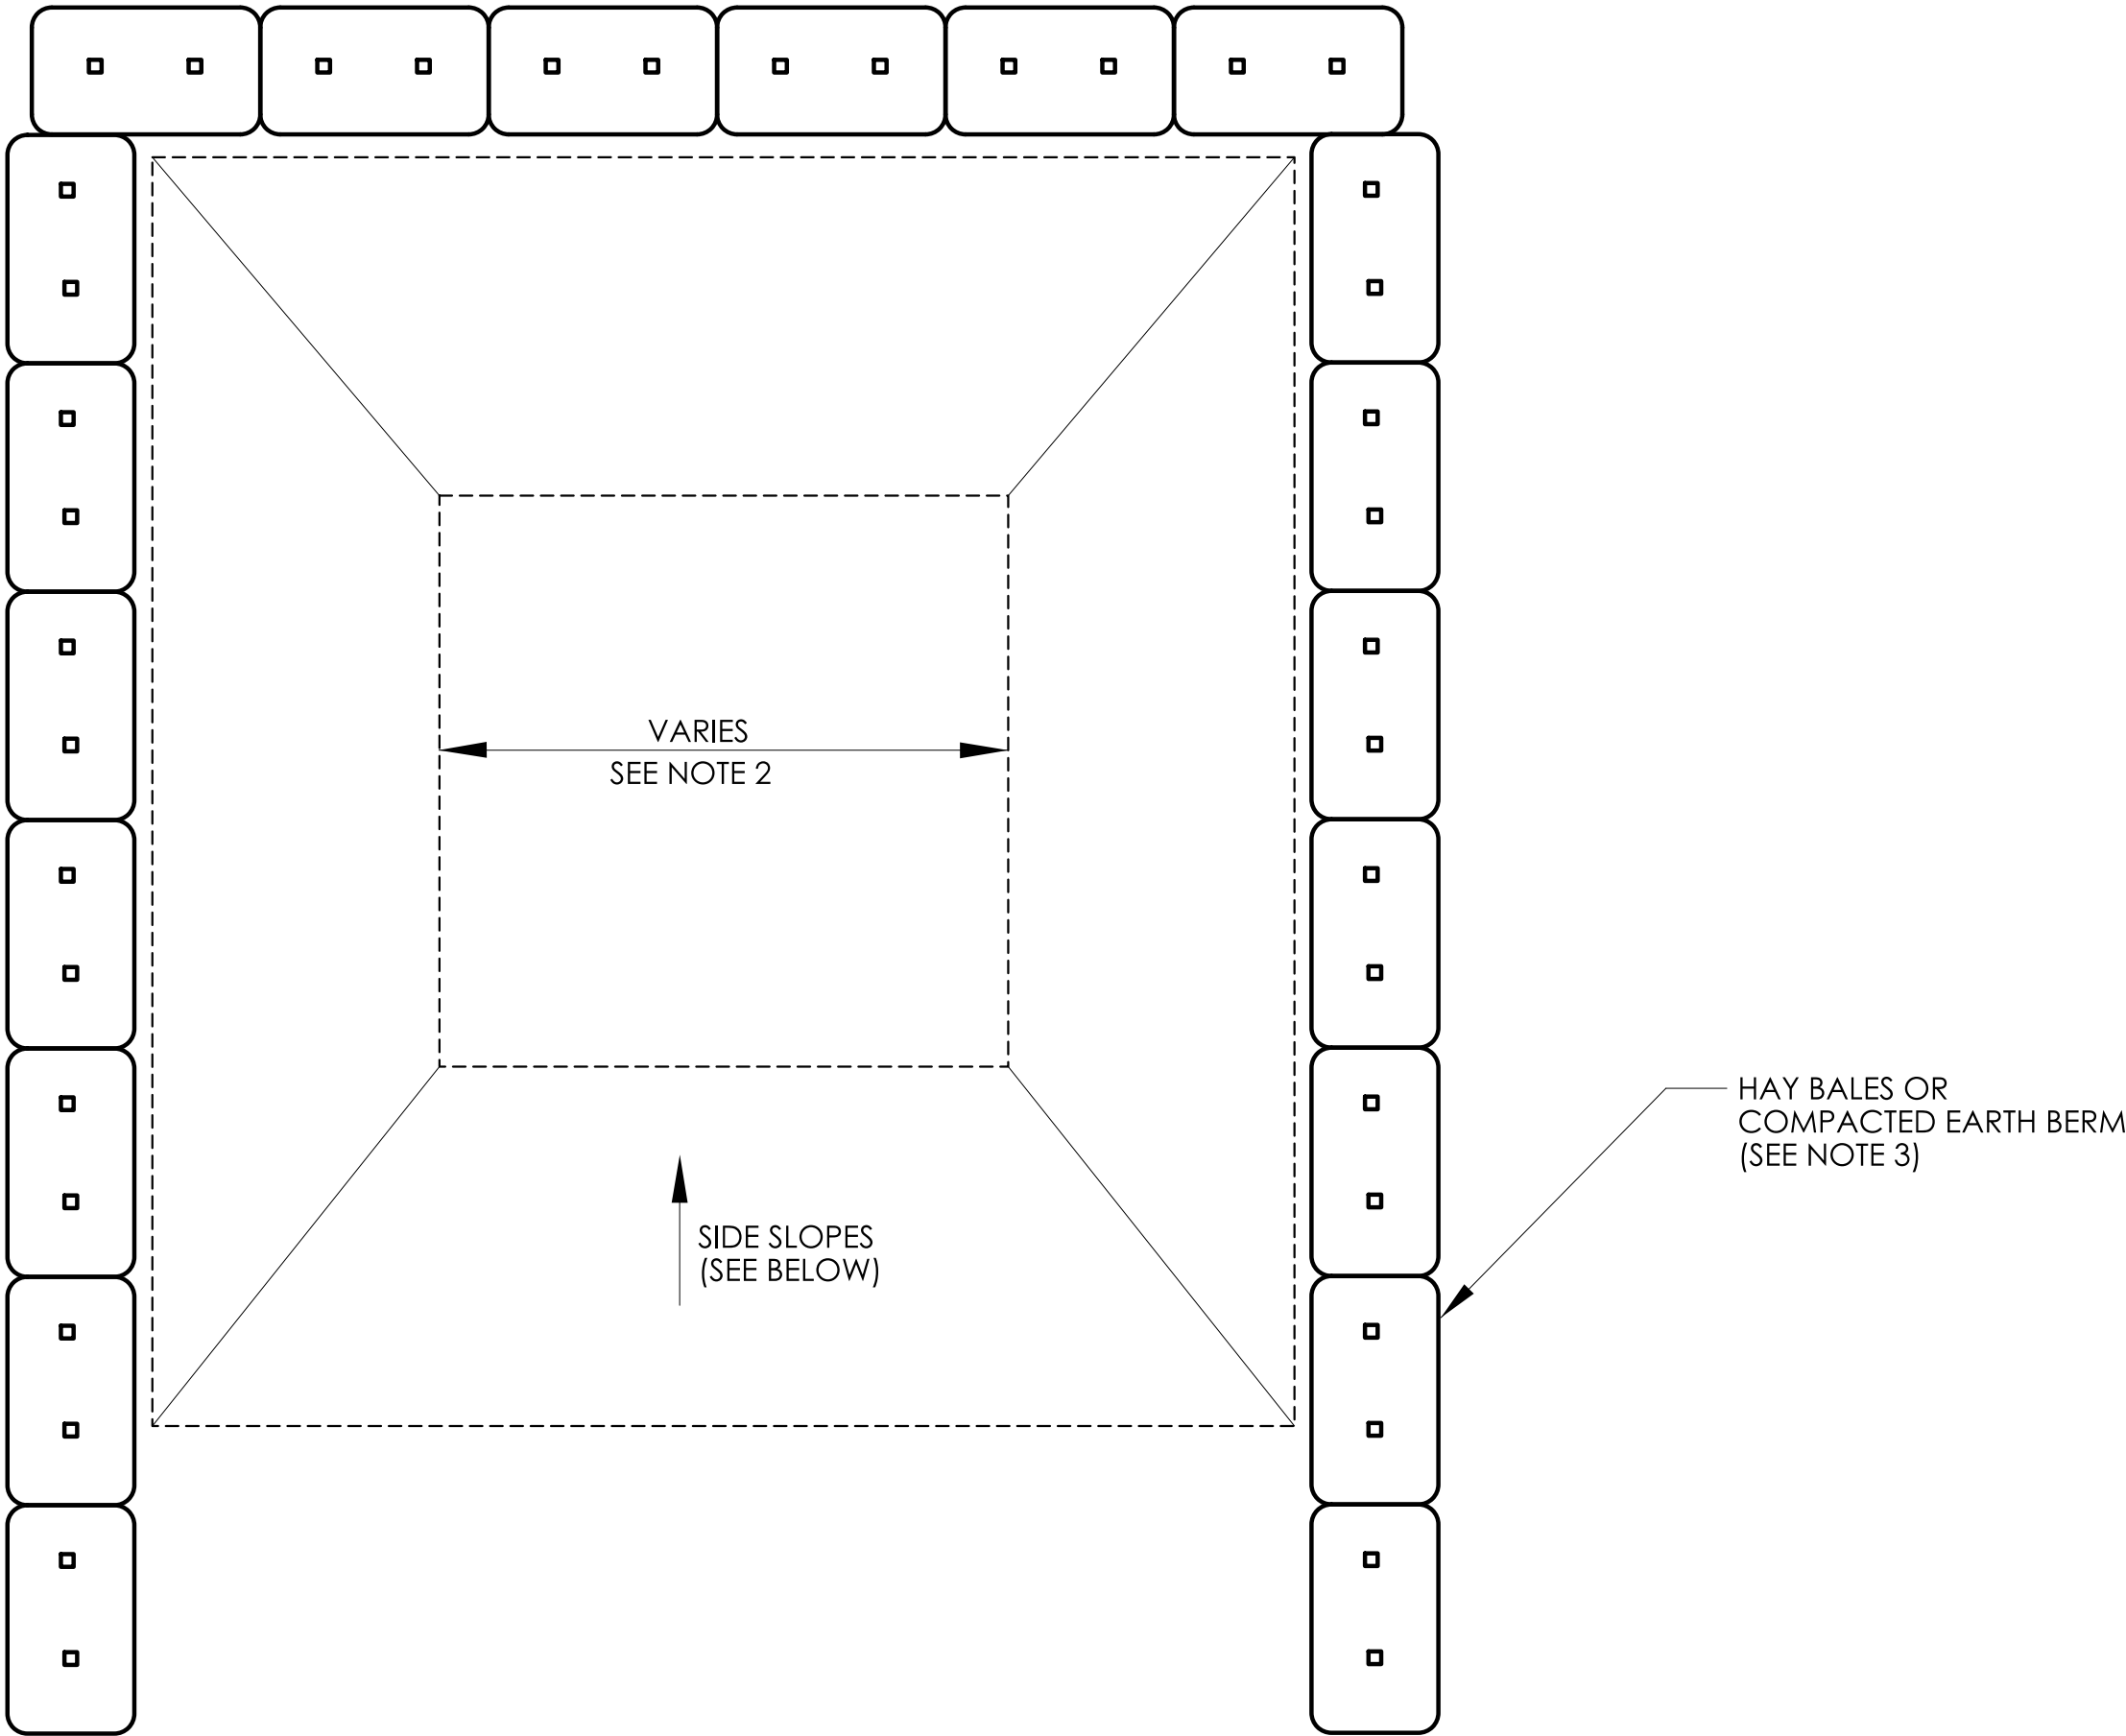 VARIES
SEE NOTE 2
HAY BALES OR
COMPACTED EARTH BERM
(SEE NOTE 3)
SIDE SLOPES
(SEE BELOW)